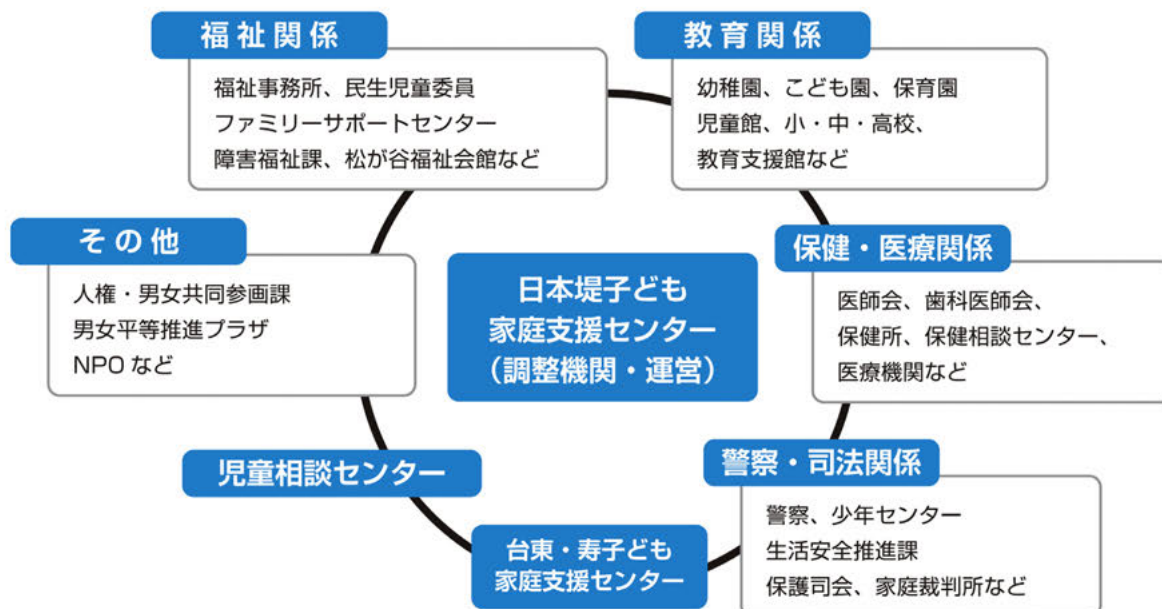 福祉関係
福祉事務所、民生児童委員
ファミリーサポートセンター
障害福祉課、松が谷福祉会館など
教育関係
幼稚園、こども園、保育園
児童館、小・中・高校、
教育支援館など
その他
人権・男女共同参画課
男女平等推進プラザ
NPO など
日本堤子ども
家庭支援センター
（調整機関・運営）
保健・医療関係
医師会、歯科医師会、
保健所、保健相談センター、
医療機関など
児童相談センター
台東・寿子ども
家庭支援センター
警察・司法関係
警察、少年センター
生活安全推進課
保護司会、家庭裁判所など